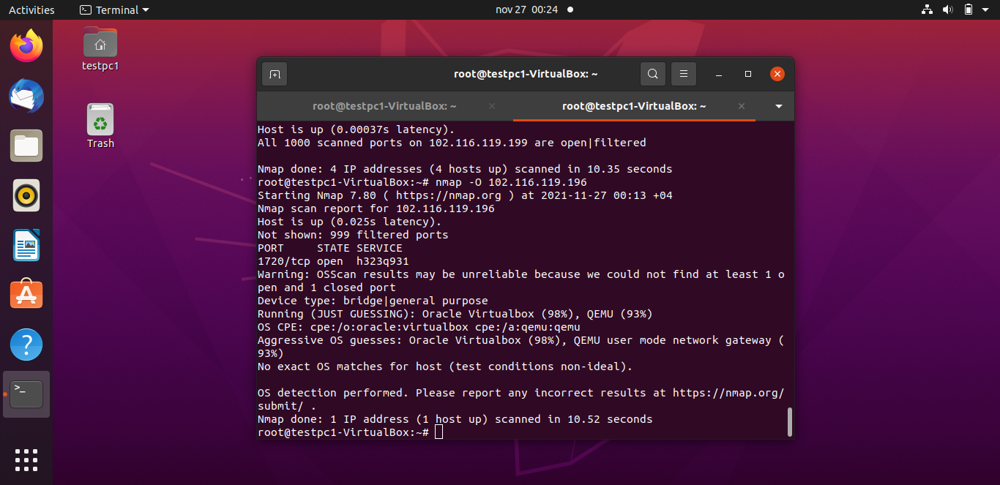 Activities
Terminal
nov 27 00:24
testpc1
Trash
root@testpc1-VirtualBox: ~
root@testpc1-VirtualBox: ~
root@testpc1-VirtualBox: ~
Host is up (0.00037s latency).
All 1000 scanned ports on 102.116.119.199 are open|filtered
Nmap done: 4 IP addresses (4 hosts up) scanned in 10.35 seconds
root@testpc1-VirtualBox:~# nmap -O 102.116.119.196
Starting Nmap 7.80 ( https://nmap.org ) at 2021-11-27 00:13 +04
Nmap scan report for 102.116.119.196
Host is up (0.025s latency).
Not shown: 999 filtered ports
PORT     STATE SERVICE
1720/tcp open  h323q931
Warning: OSScan results may be unreliable because we could not find at least 1 o
pen and 1 closed port
Device type: bridge|general purpose
Running (JUST GUESSING): Oracle Virtualbox (98%), QEMU (93%)
OS CPE: cpe:/o:oracle:virtualbox cpe:/a:qemu:qemu
Aggressive OS guesses: Oracle Virtualbox (98%), QEMU user mode network gateway (
93%)
No exact OS matches for host (test conditions non-ideal).
OS detection performed. Please report any incorrect results at https://nmap.org/
submit/ .
Nmap done: 1 IP address (1 host up) scanned in 10.52 seconds
root@testpc1-VirtualBox:~#